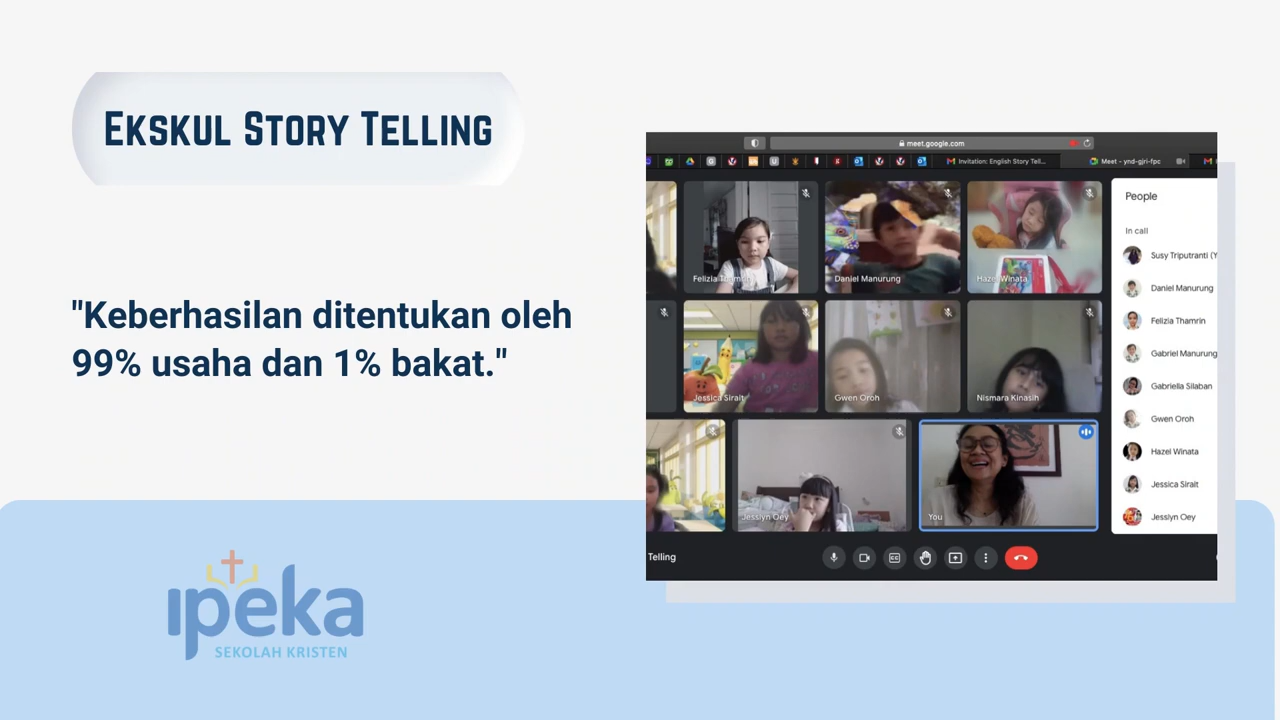 Ekskul Story Telling
"Keberhasilan ditentukan oleh
99% usaha dan 1% bakat."
ipeka
SEKOLAH KRISTEN
meet.google.com
Invitation: English Story Tell...
Meet - ynd-gjri-fpc
Felizia Thamrin
Daniel Manurung
Hazel Winata
Jessica Sirait
Gwen Oroh
Nismara Kinasih
Jesslyn Oey
You
Telling
People
In call
Susy Triputranti (Y
Daniel Manurung
Felizia Thamrin
Gabriel Manurung
Gabriella Silaban
Gwen Oroh
Hazel Winata
Jessica Sirait
Jesslyn Oey